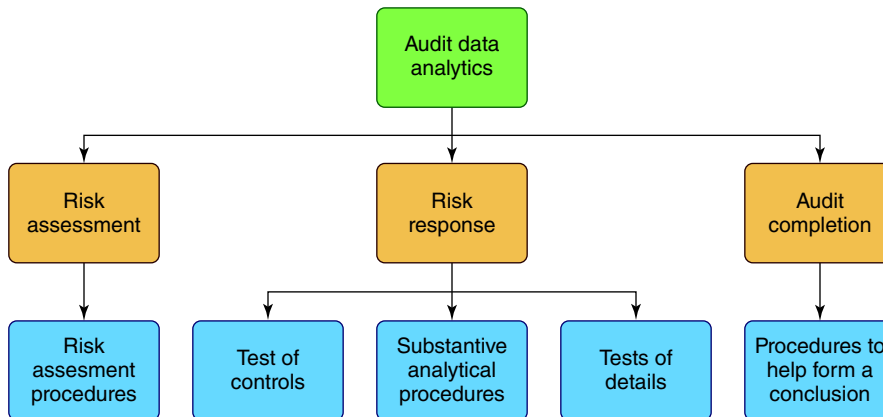 Audit data
analytics
Risk
assessment
Risk
response
Audit
completion
Risk
assesment
procedures
Test of
controls
Substantive
analytical
procedures
Tests of
details
Procedures to
help form a
conclusion